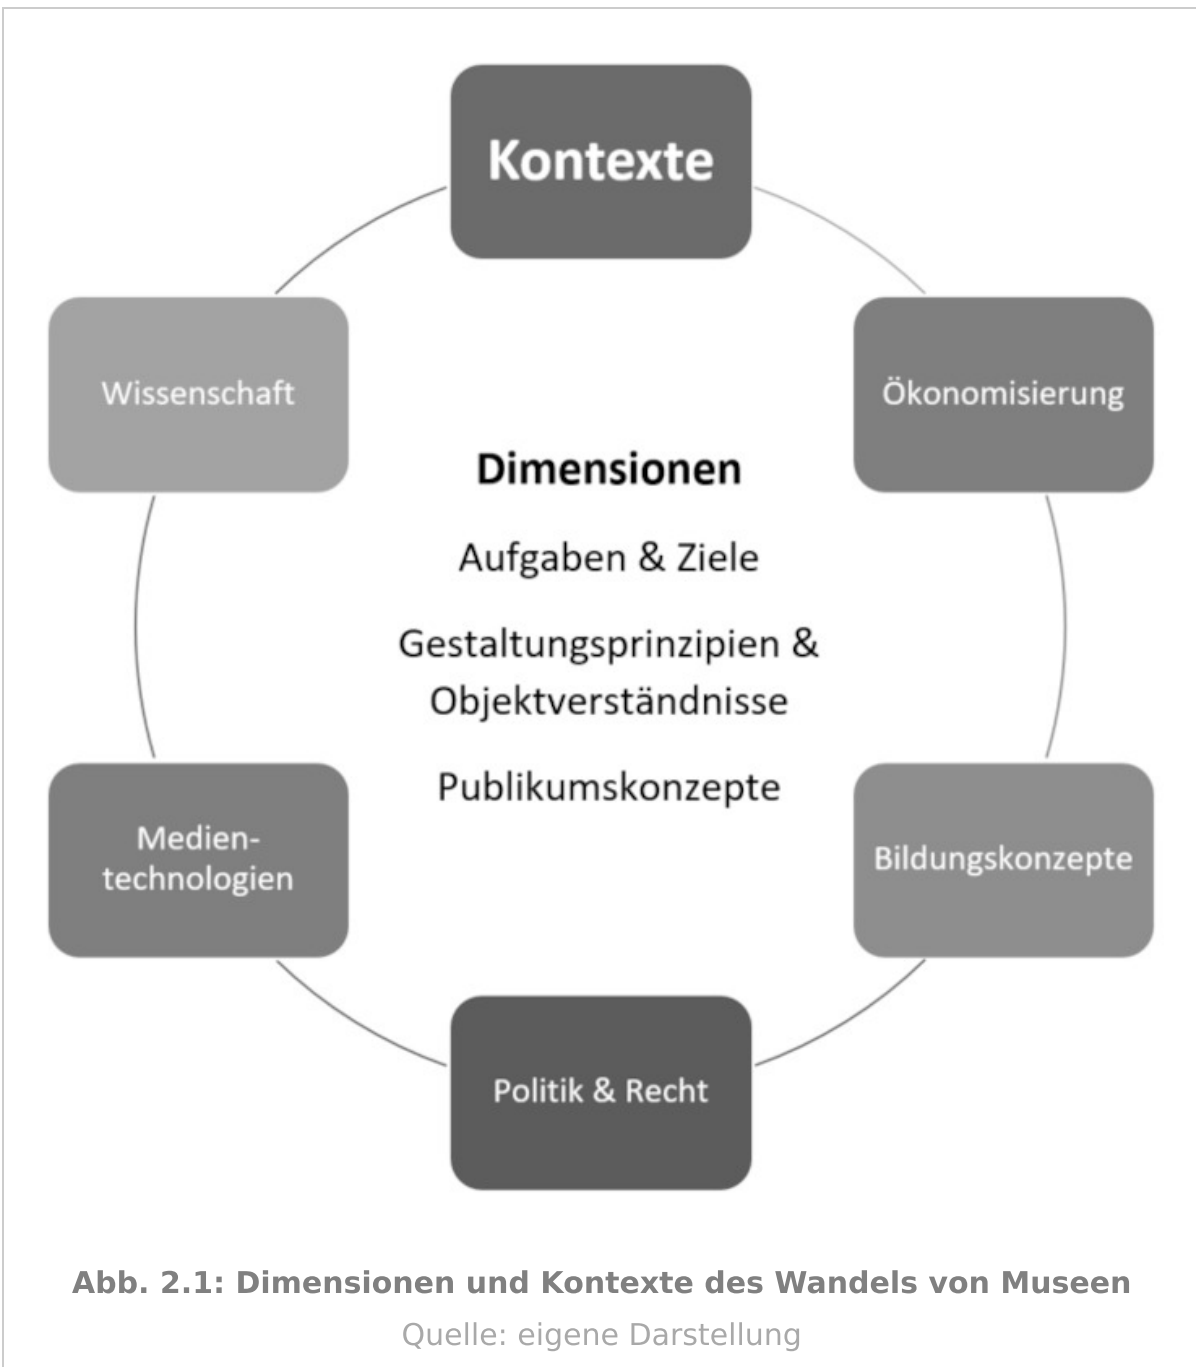 Kontexte
Wissenschaft
Ökonomisierung
Dimensionen
Aufgaben & Ziele
Gestaltungsprinzipien &
Objektverständnisse
Publikumskonzepte
Medien-
technologien
Bildungskonzepte
Politik & Recht
Abb. 2.1: Dimensionen und Kontexte des Wandels von Museen
Quelle: eigene Darstellung